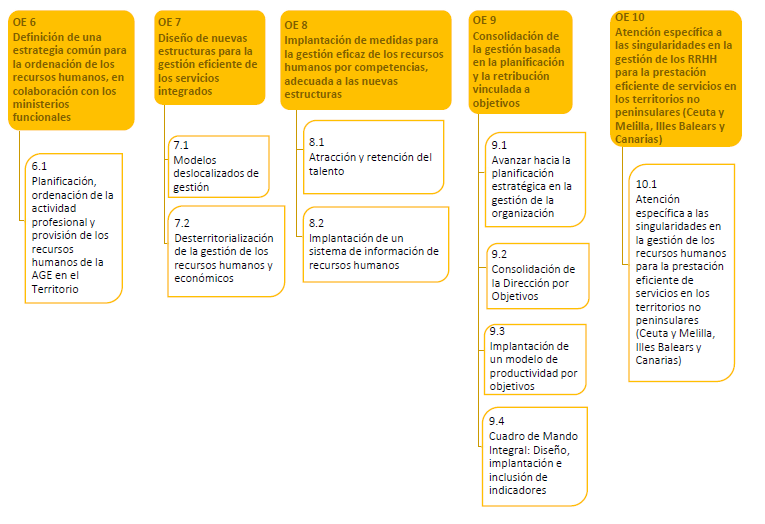 OE 6
Definición de una
estrategia común para
la ordenación de los
recursos humanos, en
colaboración con los
ministerios
funcionales
6.1
Planificación,
ordenación de la
actividad
profesional y
provisión de los
recursos
humanos de la
AGE en el
Territorio
OE 7
Diseño de nuevas
estructuras para la
gestión eficiente de
los servicios
integrados
7.1
Modelos
deslocalizados de
gestión
7.2
Desterritorialización
de la gestión de los
recursos humanos y
económicos
OE 8
Implantación de medidas para
la gestión eficaz de los recursos
humanos por competencias,
adecuada a las nuevas
estructuras
8.1
Atracción y retención del
talento
8.2
Implantación de un
sistema de información de
recursos humanos
OE 9
Consolidación de
la gestión basada
en la planificación
y la retribución
vinculada a
objetivos
9.1
Avanzar hacia la
planificación
estratégica en la
gestión de la
organización
9.2
Consolidación de
la Dirección por
Objetivos
9.3
Implantación de
un modelo de
productividad por
objetivos
9.4
Cuadro de Mando
Integral: Diseño,
implantación e
inclusión de
indicadores
OE 10
Atención específica a
las singularidades en la
gestión de los RRHH
para la prestación
eficiente de servicios en
los territorios no
peninsulares (Ceuta y
Melilla, Illes Balears y
Canarias)
10.1
Atención
específica a las
singularidades en
la gestión de los
recursos humanos
para la prestación
eficiente de
servicios en los
territorios no
peninsulares
(Ceuta y Melilla,
Illes Balears y
Canarias)